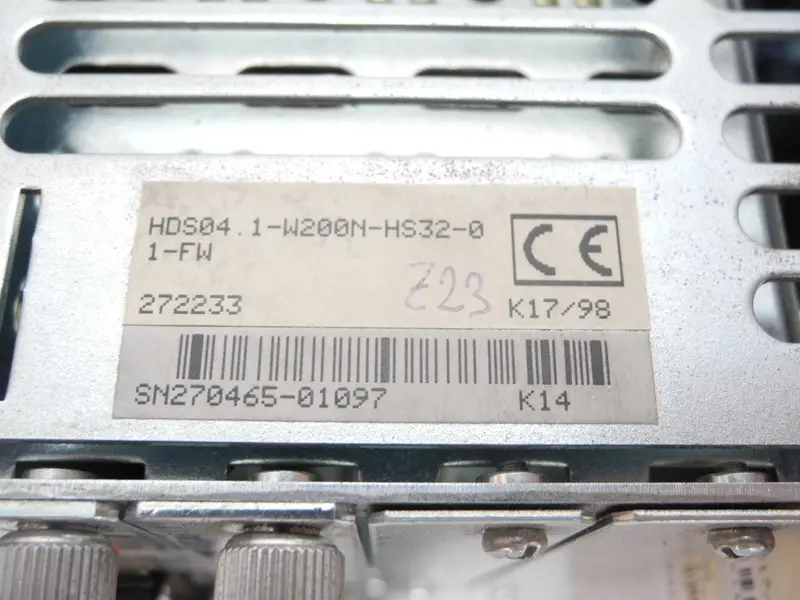 HDS04.1-W200N-HS32-0
1-FW
CE
272233
Z23
K17/98
SN270465-01097
K14